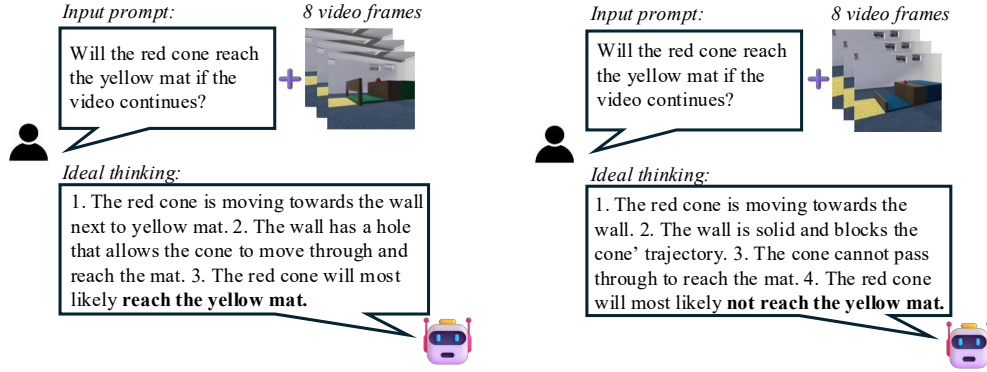 Input prompt:
8 video frames
Will the red cone reach
the yellow mat if the
video continues?
Ideal thinking:
1. The red cone is moving towards the wall
next to yellow mat. 2. The wall has a hole
that allows the cone to move through and
reach the mat. 3. The red cone will most
likely reach the yellow mat.
Input prompt:
8 video frames
Will the red cone reach
the yellow mat if the
video continues?
Ideal thinking:
1. The red cone is moving towards the
wall. 2. The wall is solid and blocks the
cone’ trajectory. 3. The cone cannot pass
through to reach the mat. 4. The red cone
will most likely not reach the yellow mat.